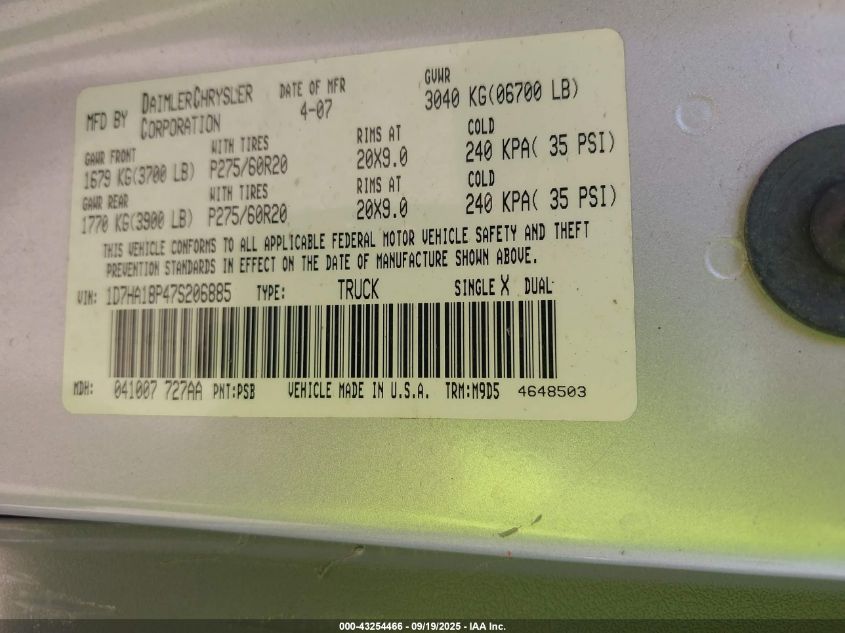 MFD BY DAIMLERCHRYSLER CORPORATION DATE OF MFR 4-07 GVWR 3040 KG(06700 LB)
GAWR FRONT WITH TIRES RIMS AT COLD
1679 KG(3700 LB) P275/60R20 20X9.0 240 KPA( 35 PSI)
GAWR REAR WITH TIRES RIMS AT COLD
1770 KG(3900 LB) P275/60R20 20X9.0 240 KPA( 35 PSI)
THIS VEHICLE CONFORMS TO ALL APPLICABLE FEDERAL MOTOR VEHICLE SAFETY AND THEFT
PREVENTION STANDARDS IN EFFECT ON THE DATE OF MANUFACTURE SHOWN ABOVE.
VIN: 1D7HA18P47S206885 TYPE: TRUCK SINGLE X DUAL
MDH: 041007 727AA PNT:PSB VEHICLE MADE IN U.S.A. TRM:M9D5 4648503
000-43254466 - 09/19/2025 - IAA Inc.